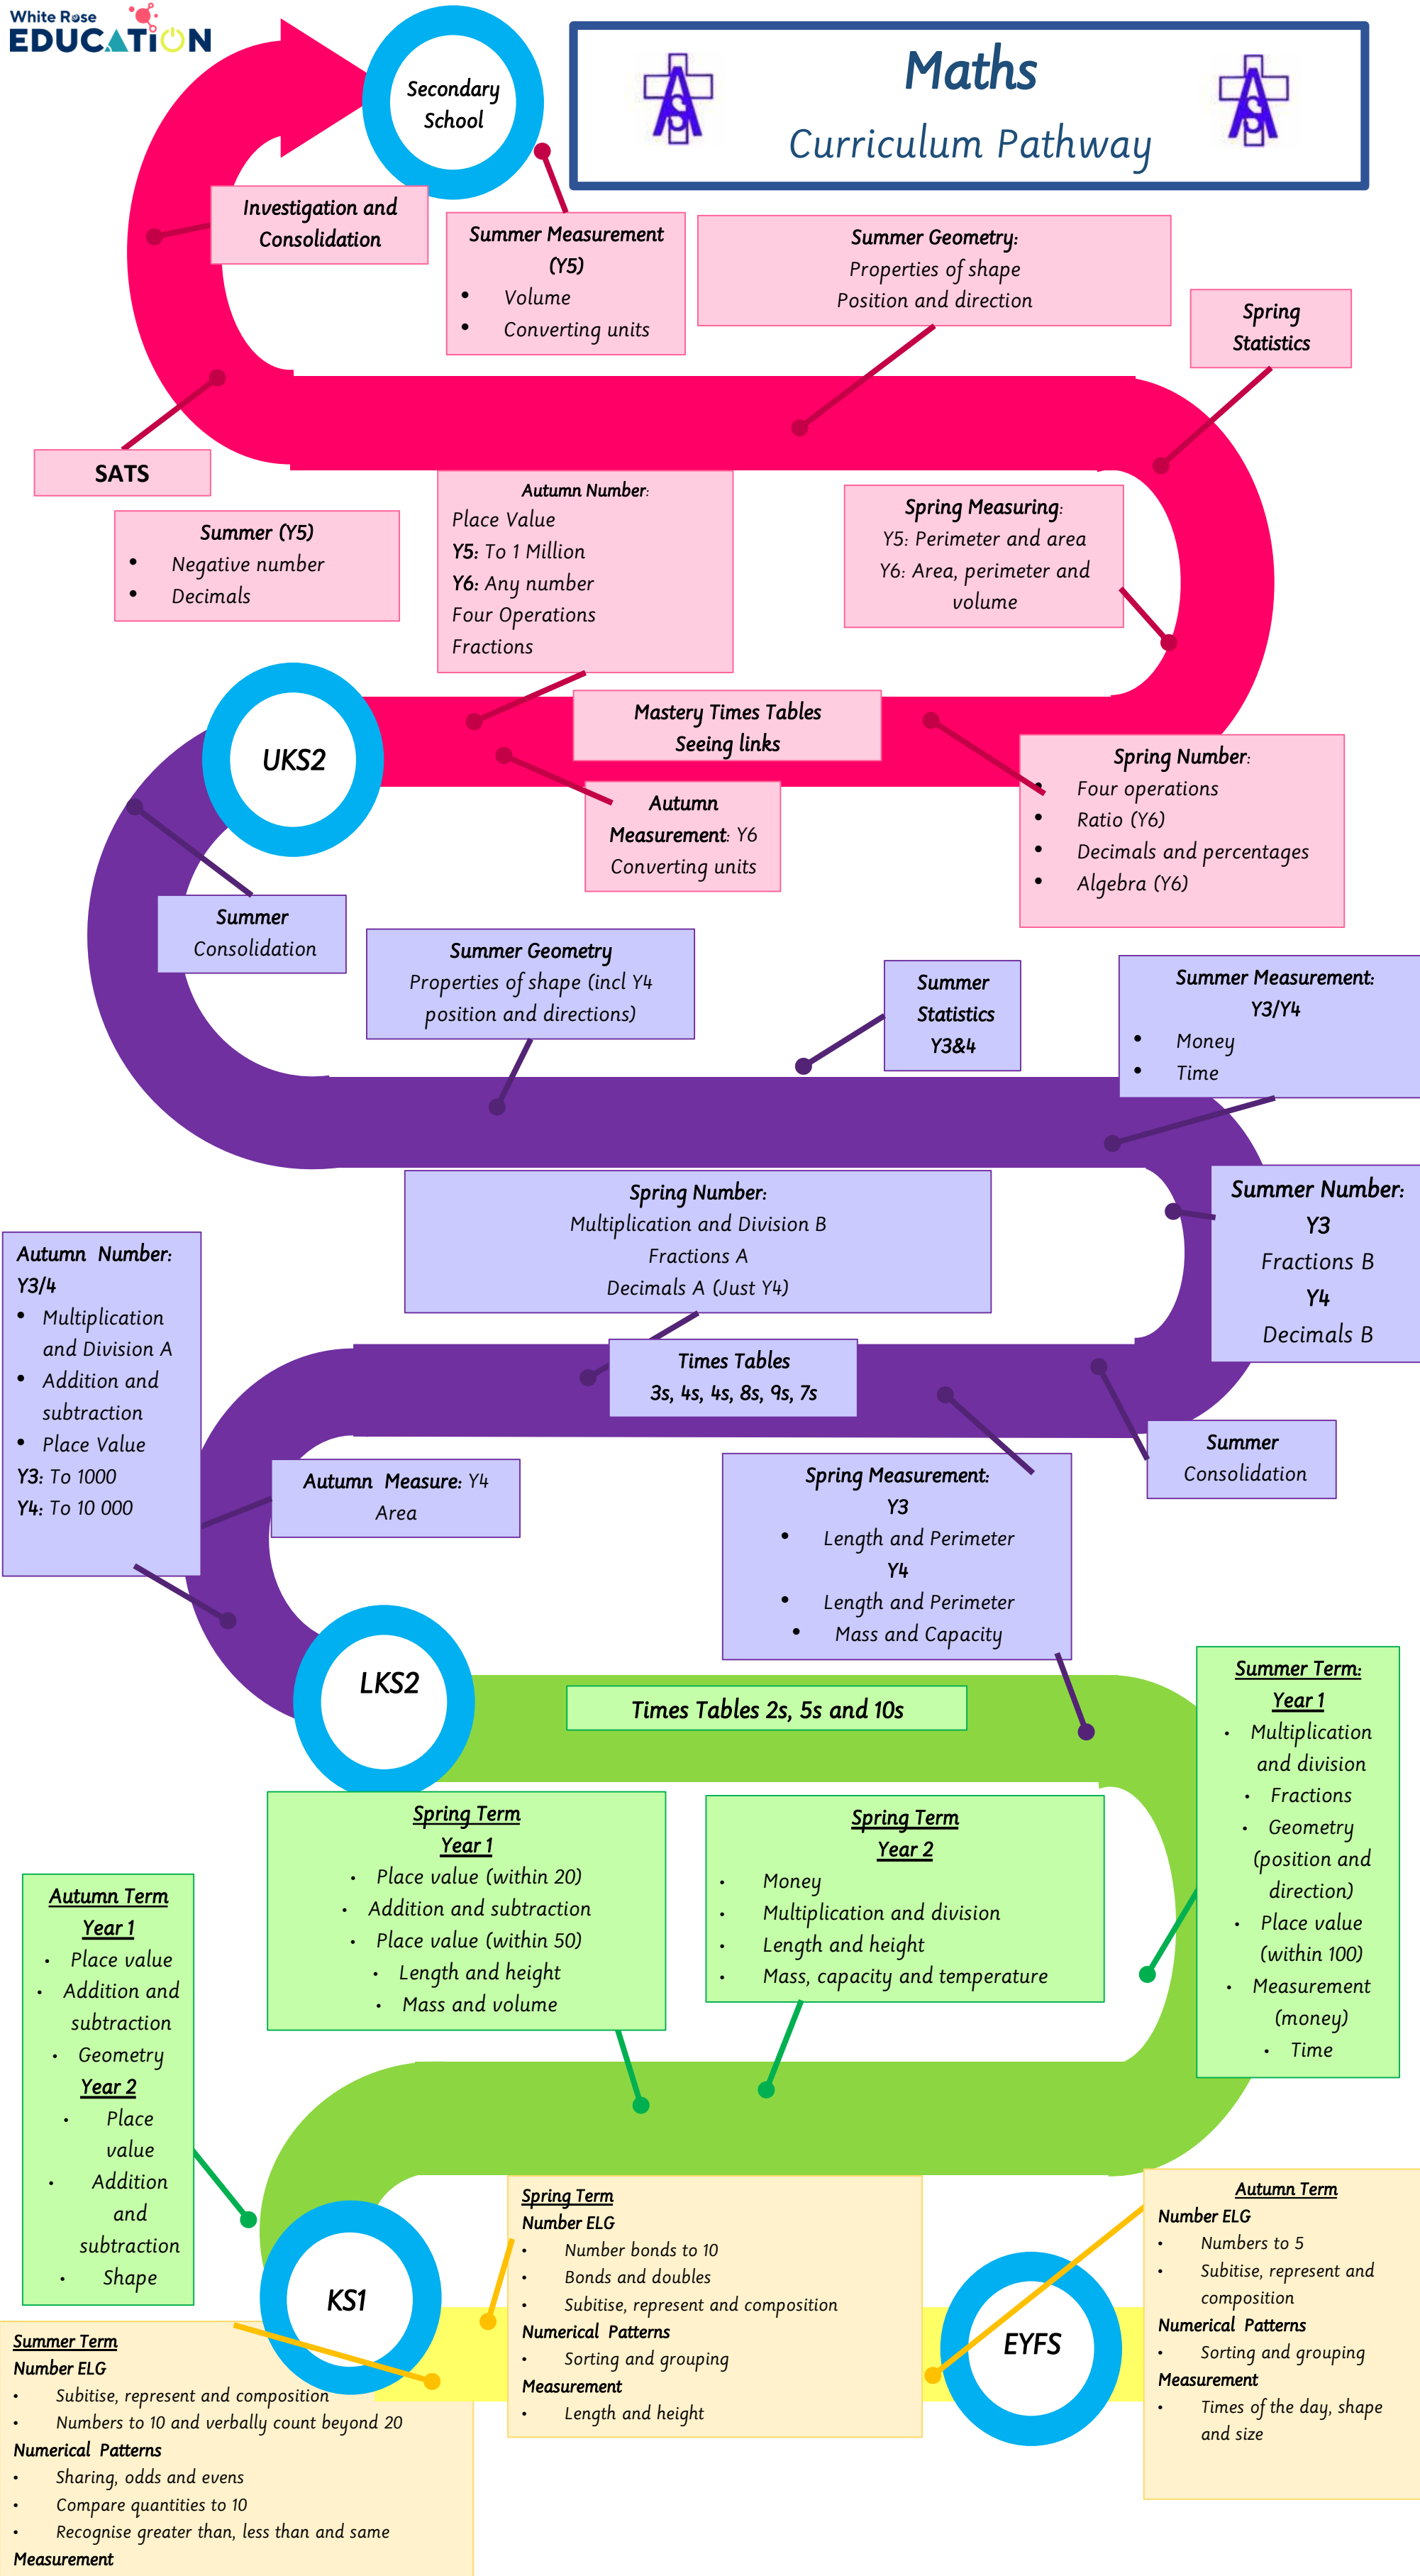 White Rose
EDUCATION
Maths
Curriculum Pathway
Secondary
School
Investigation and
Consolidation
Summer Measurement
(Y5)
• Volume
• Converting units
Summer Geometry:
Properties of shape
Position and direction
Spring
Statistics
SATS
Summer (Y5)
• Negative number
• Decimals
Autumn Number:
Place Value
Y5: To 1 Million
Y6: Any number
Four Operations
Fractions
Spring Measuring:
Y5: Perimeter and area
Y6: Area, perimeter and
volume
UKS2
Mastery Times Tables
Seeing links
Autumn
Measurement: Y6
Converting units
Spring Number:
• Four operations
• Ratio (Y6)
• Decimals and percentages
• Algebra (Y6)
Summer
Consolidation
Summer Geometry
Properties of shape (incl Y4
position and directions)
Summer
Statistics
Y3&4
Summer Measurement:
Y3/Y4
• Money
• Time
Spring Number:
Multiplication and Division B
Fractions A
Decimals A (Just Y4)
Summer Number:
Y3
Fractions B
Y4
Decimals B
Autumn Number:
Y3/4
• Multiplication
and Division A
• Addition and
subtraction
• Place Value
Y3: To 1000
Y4: To 10 000
Times Tables
3s, 4s, 4s, 8s, 9s, 7s
Autumn Measure: Y4
Area
Spring Measurement:
Y3
• Length and Perimeter
Y4
• Length and Perimeter
• Mass and Capacity
Summer
Consolidation
LKS2
Times Tables 2s, 5s and 10s
Summer Term:
Year 1
• Multiplication
and division
• Fractions
• Geometry
(position and
direction)
• Place value
(within 100)
• Measurement
(money)
• Time
Spring Term
Year 1
• Place value (within 20)
• Addition and subtraction
• Place value (within 50)
• Length and height
• Mass and volume
Spring Term
Year 2
• Money
• Multiplication and division
• Length and height
• Mass, capacity and temperature
Autumn Term
Year 1
• Place value
• Addition and
subtraction
• Geometry
Year 2
• Place
value
• Addition
and
subtraction
• Shape
KS1
Spring Term
Number ELG
• Number bonds to 10
• Bonds and doubles
• Subitise, represent and composition
Numerical Patterns
• Sorting and grouping
Measurement
• Length and height
EYFS
Autumn Term
Number ELG
• Numbers to 5
• Subitise, represent and
composition
Numerical Patterns
• Sorting and grouping
Measurement
• Times of the day, shape
and size
Summer Term
Number ELG
• Subitise, represent and composition
• Numbers to 10 and verbally count beyond 20
Numerical Patterns
• Sharing, odds and evens
• Compare quantities to 10
• Recognise greater than, less than and same
Measurement